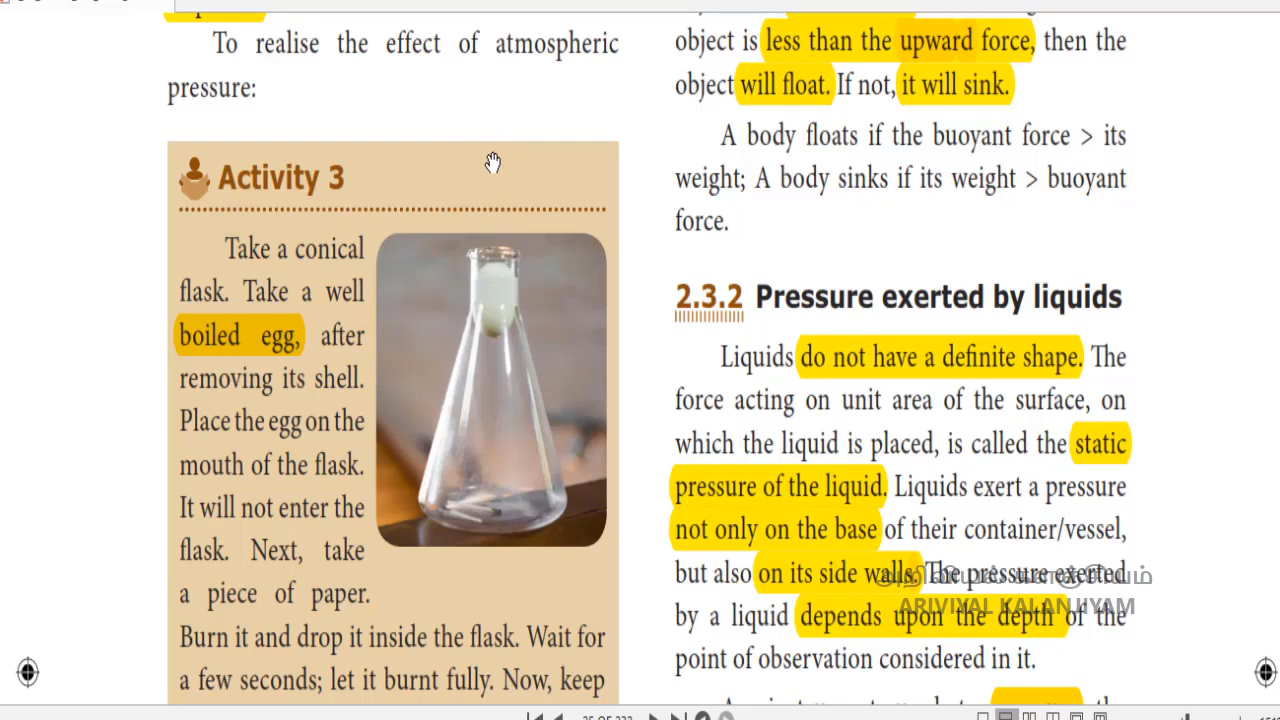 To realise the effect of atmospheric
pressure:
Activity 3
Take a conical
flask. Take a well
boiled egg, after
removing its shell.
Place the egg on the
mouth of the flask.
It will not enter the
flask. Next, take
a piece of paper.
Burn it and drop it inside the flask. Wait for
a few seconds; let it burnt fully. Now, keep
object is less than the upward force, then the
object will float. If not, it will sink.
A body floats if the buoyant force > its
weight; A body sinks if its weight > buoyant
force.
2.3.2 Pressure exerted by liquids
Liquids do not have a definite shape. The
force acting on unit area of the surface, on
which the liquid is placed, is called the static
pressure of the liquid. Liquids exert a pressure
not only on the base of their container/vessel,
but also on its side walls. The pressure exerted
by a liquid depends upon the depth of the
point of observation considered in it.
அறிவியல் களஞ்சியம்
ARIVIYAL KALANJIYAM